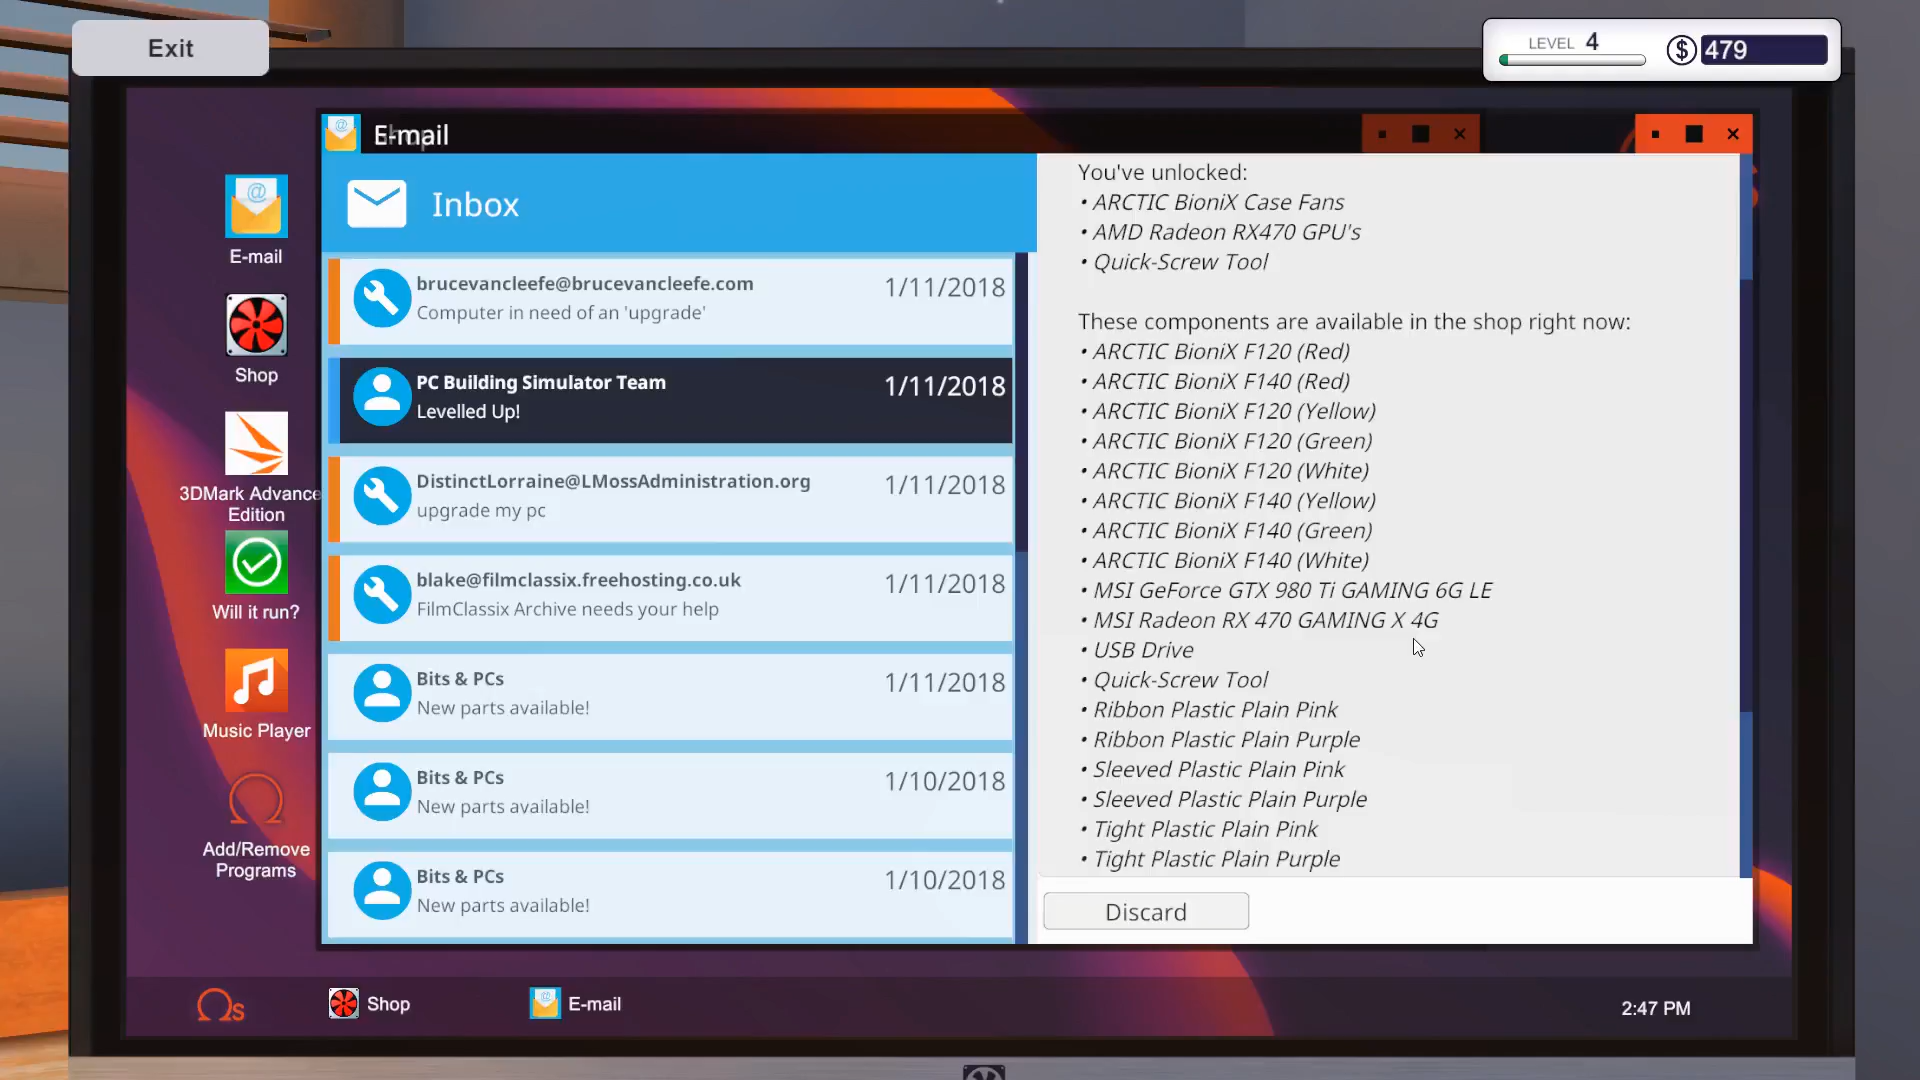 Exit
LEVEL 4
$ 479
E-mail
Inbox
brucevancleefe@brucevancleefe.com
1/11/2018
Computer in need of an 'upgrade'
PC Building Simulator Team
1/11/2018
Levelled Up!
DistinctLorraine@LMossAdministration.org
1/11/2018
upgrade my pc
blake@filmclassix.freehosting.co.uk
1/11/2018
FilmClassix Archive needs your help
Bits & PCs
1/11/2018
New parts available!
Bits & PCs
1/10/2018
New parts available!
Bits & PCs
1/10/2018
New parts available!
You've unlocked:
• ARCTIC BioniX Case Fans
• AMD Radeon RX470 GPU's
• Quick-Screw Tool
These components are available in the shop right now:
• ARCTIC BioniX F120 (Red)
• ARCTIC BioniX F140 (Red)
• ARCTIC BioniX F120 (Yellow)
• ARCTIC BioniX F120 (Green)
• ARCTIC BioniX F120 (White)
• ARCTIC BioniX F140 (Yellow)
• ARCTIC BioniX F140 (Green)
• ARCTIC BioniX F140 (White)
• MSI GeForce GTX 980 Ti GAMING 6G LE
• MSI Radeon RX 470 GAMING X 4G
• USB Drive
• Quick-Screw Tool
• Ribbon Plastic Plain Pink
• Ribbon Plastic Plain Purple
• Sleeved Plastic Plain Pink
• Sleeved Plastic Plain Purple
• Tight Plastic Plain Pink
• Tight Plastic Plain Purple
Discard
E-mail
Shop
3DMark Advance
Edition
Will it run?
Music Player
Add/Remove
Programs
Ωs
Shop
E-mail
2:47 PM